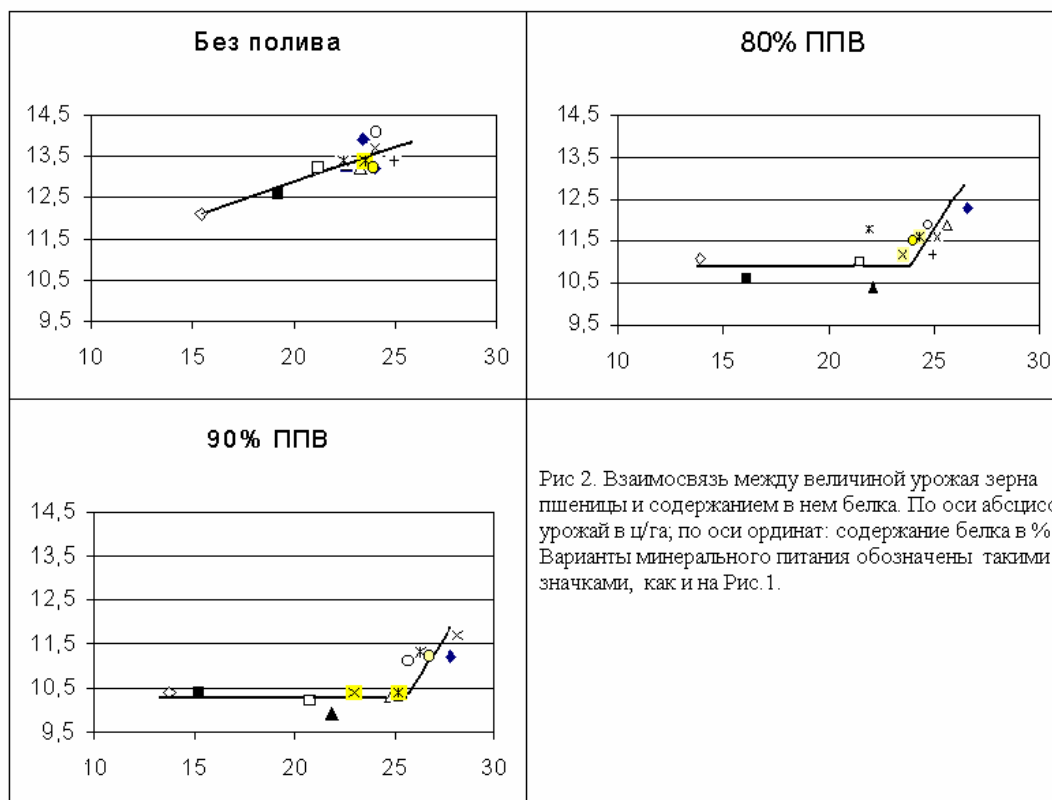 Без полива
14,5
13,5
12,5
11,5
10,5
9,5
10 15 20 25 30
80% ППВ
14,5
13,5
12,5
11,5
10,5
9,5
10 15 20 25 30
90% ППВ
14,5
13,5
12,5
11,5
10,5
9,5
10 15 20 25 30
Рис 2. Взаимосвязь между величиной урожая зерна
пшеницы и содержанием в нем белка. По оси абсцисс
урожай в ц/га; по оси ординат: содержание белка в %
Варианты минерального питания обозначены такими
значками, как и на Рис.1.